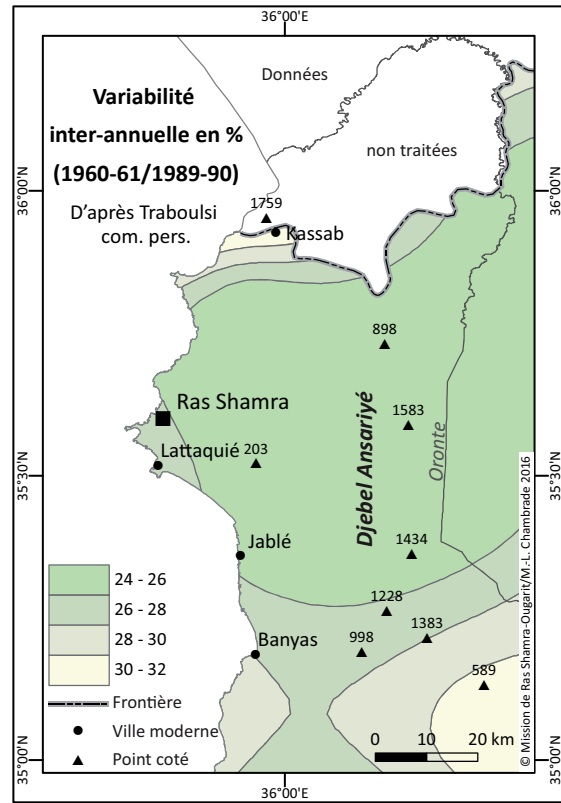 36°00'E
Données
Variabilité
inter-annuelle en %
(1960-61/1989-90)
non traitées
36°00'N
36°00'N
D'après Traboulsi
com. pers.
1759
Kassab
898
Ras Shamra
1583
Djebel Ansariyé
Oronte
Lattaquié
203
35°30'N
35°30'N
Jablé
1434
24 - 26
26 - 28
28 - 30
30 - 32
1228
1383
Banyas
998
589
Frontière
Ville moderne
Point coté
0 10 20 km
© Mission de Ras Shamra-Ougarit/M.-L. Chambrade 2016
35°00'N
35°00'N
36°00'E